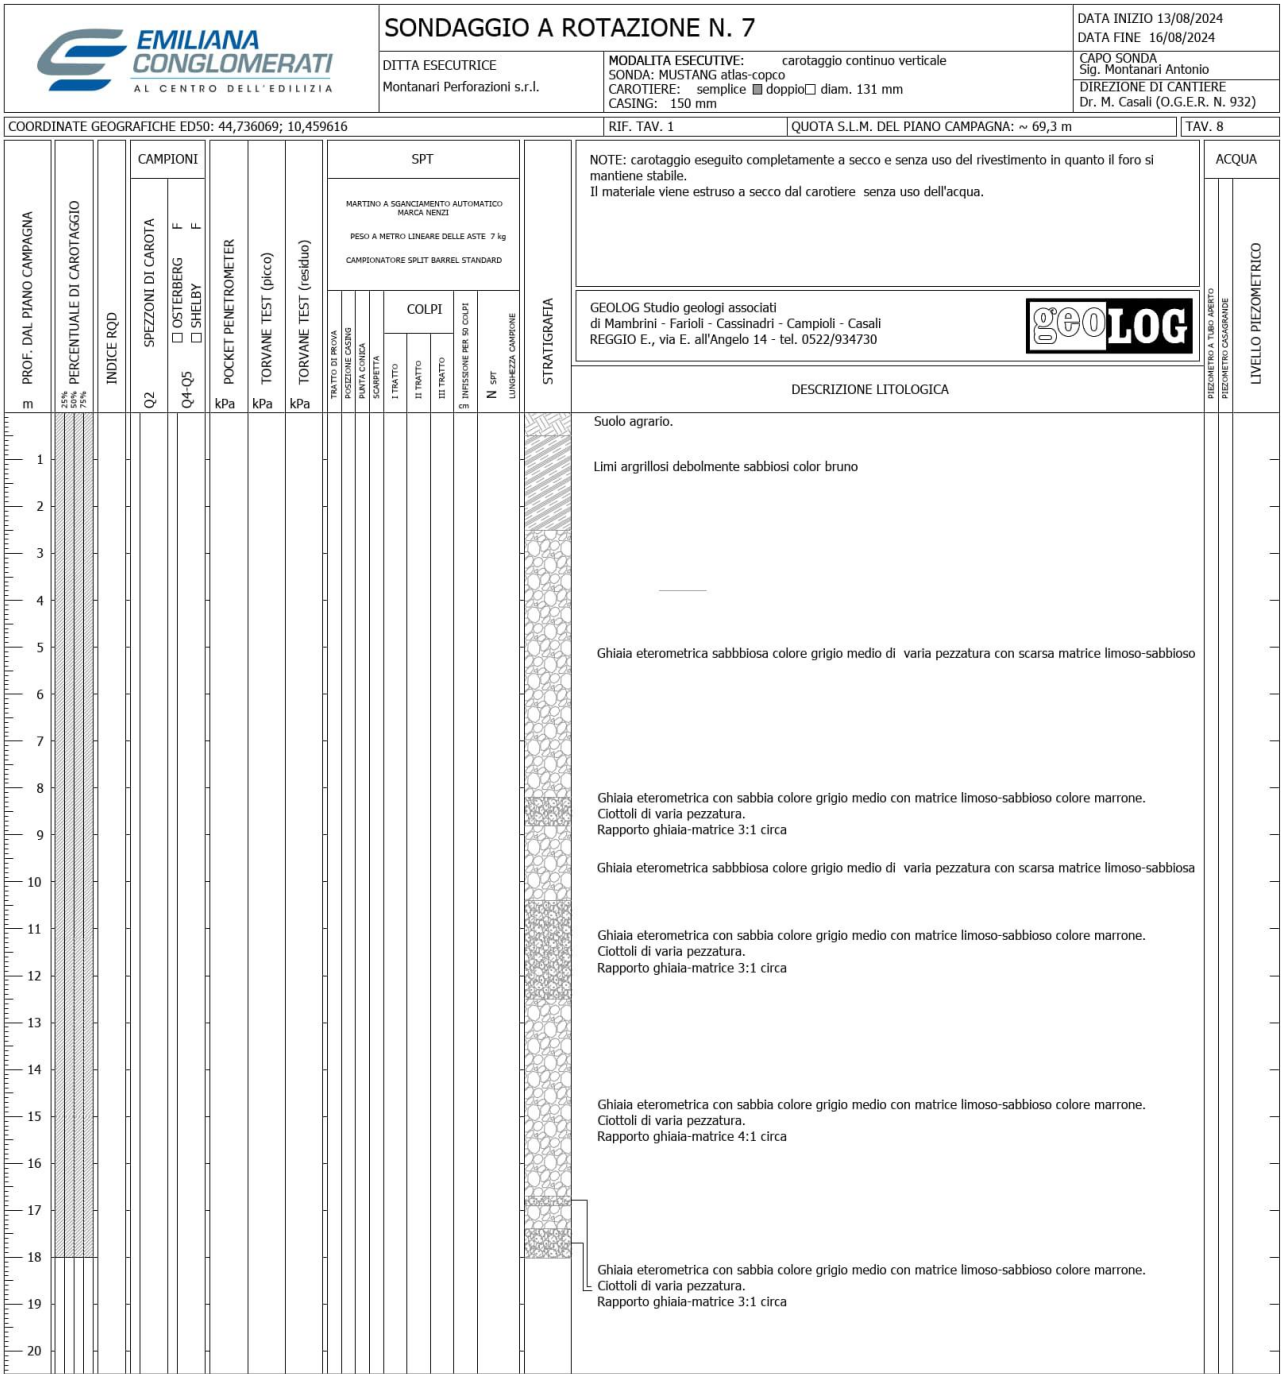 EMILIANA
CONGLOMERATI
AL CENTRO DELL'EDILIZIA
SONDAGGIO A ROTAZIONE N. 7
DITTA ESECUTRICE
Montanari Perforazioni s.r.l.
MODALITA ESECUTIVE: carotaggio continuo verticale
SONDA: MUSTANG atlas-copco
CAROTIERE: semplice doppio diam. 131 mm
CASING: 150 mm
DATA INIZIO 13/08/2024
DATA FINE 16/08/2024
CAPO SONDA
Sig. Montanari Antonio
DIREZIONE DI CANTIERE
Dr. M. Casali (O.G.E.R. N. 932)
COORDINATE GEOGRAFICHE ED50: 44,736069; 10,459616
RIF. TAV. 1
QUOTA S.L.M. DEL PIANO CAMPAGNA: ~ 69,3 m
TAV. 8
PROF. DAL PIANO CAMPAGNA
m
PERCENTUALE DI CAROTAGGIO
25%
50%
75%
INDICE RQD
CAMPIONI
SPEZZONI DI CAROTA
Q2
OSTERBERG F
SHELBY F
Q4-Q5
POCKET PENETROMETER
kPa
TORVANE TEST (picco)
kPa
TORVANE TEST (residuo)
kPa
SPT
MARTINO A SGANCIAMENTO AUTOMATICO
MARCA NENZI
PESO A METRO LINEARE DELLE ASTE 7 kg
CAMPIONATORE SPLIT BARREL STANDARD
TRATTO DI PROVA
POSIZIONE CASING
PUNTA CONICA
SCARPETTA
COLPI
I TRATTO
II TRATTO
III TRATTO
cm INFISSIONE PER 50 COLPI
N SPT
LUNGHEZZA CAMPIONE
STRATIGRAFIA
NOTE: carotaggio eseguito completamente a secco e senza uso del rivestimento in quanto il foro si
mantiene stabile.
Il materiale viene estruso a secco dal carotiere senza uso dell'acqua.
GEOLOG Studio geologi associati
di Mambrini - Farioli - Cassinadri - Campioli - Casali
REGGIO E., via E. all'Angelo 14 - tel. 0522/934730
geoLOG
DESCRIZIONE LITOLOGICA
ACQUA
PIEZOMETRO A TUBO APERTO
PIEZOMETRO CASAGRANDE
LIVELLO PIEZOMETRICO
Suolo agrario.
1
Limi argrillosi debolmente sabbiosi color bruno
2
3
4
5
Ghiaia eterometrica sabbbiosa colore grigio medio di varia pezzatura con scarsa matrice limoso-sabbioso
6
7
8
Ghiaia eterometrica con sabbia colore grigio medio con matrice limoso-sabbioso colore marrone.
Ciottoli di varia pezzatura.
Rapporto ghiaia-matrice 3:1 circa
9
Ghiaia eterometrica sabbbiosa colore grigio medio di varia pezzatura con scarsa matrice limoso-sabbiosa
10
11
Ghiaia eterometrica con sabbia colore grigio medio con matrice limoso-sabbioso colore marrone.
Ciottoli di varia pezzatura.
Rapporto ghiaia-matrice 3:1 circa
12
13
14
15
Ghiaia eterometrica con sabbia colore grigio medio con matrice limoso-sabbioso colore marrone.
Ciottoli di varia pezzatura.
Rapporto ghiaia-matrice 4:1 circa
16
17
18
Ghiaia eterometrica con sabbia colore grigio medio con matrice limoso-sabbioso colore marrone.
Ciottoli di varia pezzatura.
Rapporto ghiaia-matrice 3:1 circa
19
20